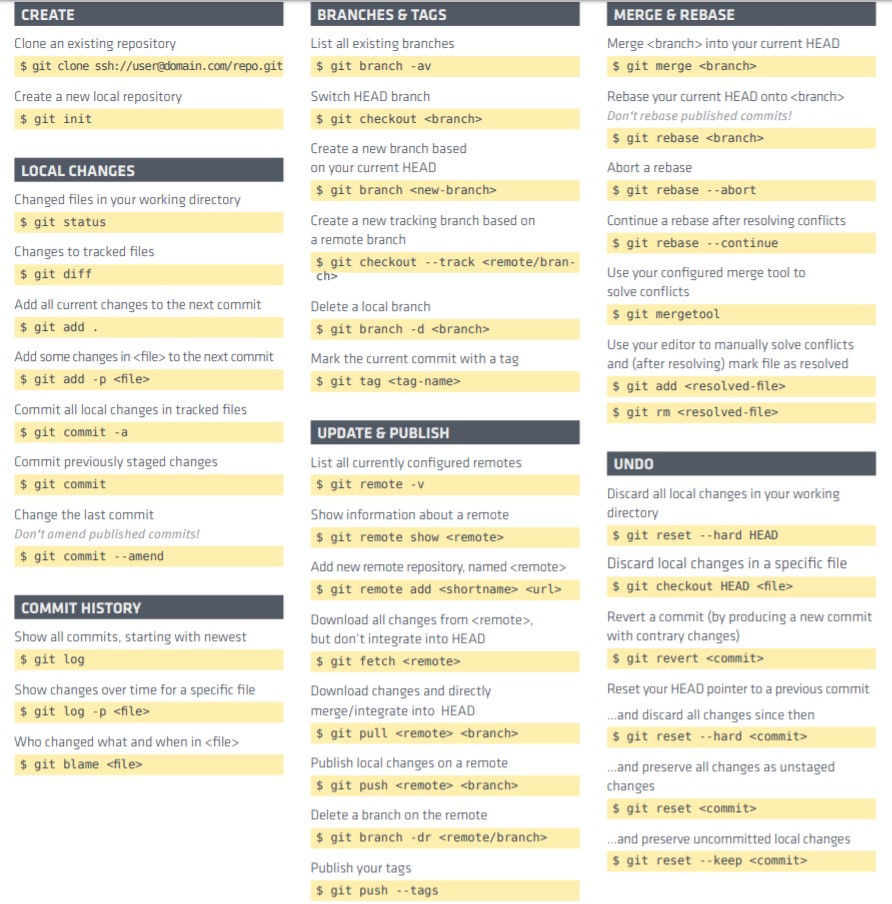 CREATE
Clone an existing repository
$ git clone ssh://user@domain.com/repo.git
Create a new local repository
$ git init
LOCAL CHANGES
Changed files in your working directory
$ git status
Changes to tracked files
$ git diff
Add all current changes to the next commit
$ git add .
Add some changes in <file> to the next commit
$ git add -p <file>
Commit all local changes in tracked files
$ git commit -a
Commit previously staged changes
$ git commit
Change the last commit
Don't amend published commits!
$ git commit --amend
COMMIT HISTORY
Show all commits, starting with newest
$ git log
Show changes over time for a specific file
$ git log -p <file>
Who changed what and when in <file>
$ git blame <file>
BRANCHES & TAGS
List all existing branches
$ git branch -av
Switch HEAD branch
$ git checkout <branch>
Create a new branch based
on your current HEAD
$ git branch <new-branch>
Create a new tracking branch based on
a remote branch
$ git checkout --track <remote/bran-
ch>
Delete a local branch
$ git branch -d <branch>
Mark the current commit with a tag
$ git tag <tag-name>
UPDATE & PUBLISH
List all currently configured remotes
$ git remote -v
Show information about a remote
$ git remote show <remote>
Add new remote repository, named <remote>
$ git remote add <shortname> <url>
Download all changes from <remote>,
but don't integrate into HEAD
$ git fetch <remote>
Download changes and directly
merge/integrate into HEAD
$ git pull <remote> <branch>
Publish local changes on a remote
$ git push <remote> <branch>
Delete a branch on the remote
$ git branch -dr <remote/branch>
Publish your tags
$ git push --tags
MERGE & REBASE
Merge <branch> into your current HEAD
$ git merge <branch>
Rebase your current HEAD onto <branch>
Don't rebase published commits!
$ git rebase <branch>
Abort a rebase
$ git rebase --abort
Continue a rebase after resolving conflicts
$ git rebase --continue
Use your configured merge tool to
solve conflicts
$ git mergetool
Use your editor to manually solve conflicts
and (after resolving) mark file as resolved
$ git add <resolved-file>
$ git rm <resolved-file>
UNDO
Discard all local changes in your working
directory
$ git reset --hard HEAD
Discard local changes in a specific file
$ git checkout HEAD <file>
Revert a commit (by producing a new commit
with contrary changes)
$ git revert <commit>
Reset your HEAD pointer to a previous commit
...and discard all changes since then
$ git reset --hard <commit>
...and preserve all changes as unstaged
changes
$ git reset <commit>
...and preserve uncommitted local changes
$ git reset --keep <commit>